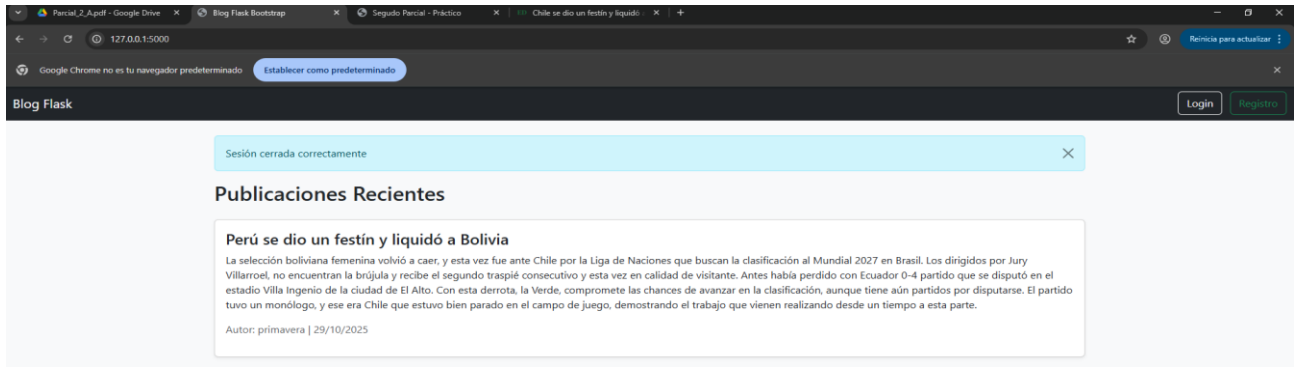 Parcial_2_A.pdf - Google Drive
Blog Flask Bootstrap
Segudo Parcial - Práctico
Chile se dio un festín y liquidó
127.0.0.1:5000
Reinicia para actualizar
Google Chrome no es tu navegador predeterminado
Establecer como predeterminado
Blog Flask
Login
Registro
Sesión cerrada correctamente
Publicaciones Recientes
Perú se dio un festín y liquidó a Bolivia
La selección boliviana femenina volvió a caer, y esta vez fue ante Chile por la Liga de Naciones que buscan la clasificación al Mundial 2027 en Brasil. Los dirigidos por Jury
Villarroel, no encuentran la brújula y recibe el segundo traspié consecutivo y esta vez en calidad de visitante. Antes había perdido con Ecuador 0-4 partido que se disputó en el
estadio Villa Ingenio de la ciudad de El Alto. Con esta derrota, la Verde, compromete las chances de avanzar en la clasificación, aunque tiene aún partidos por disputarse. El partido
tuvo un monólogo, y ese era Chile que estuvo bien parado en el campo de juego, demostrando el trabajo que vienen realizando desde un tiempo a esta parte.
Autor: primavera | 29/10/2025